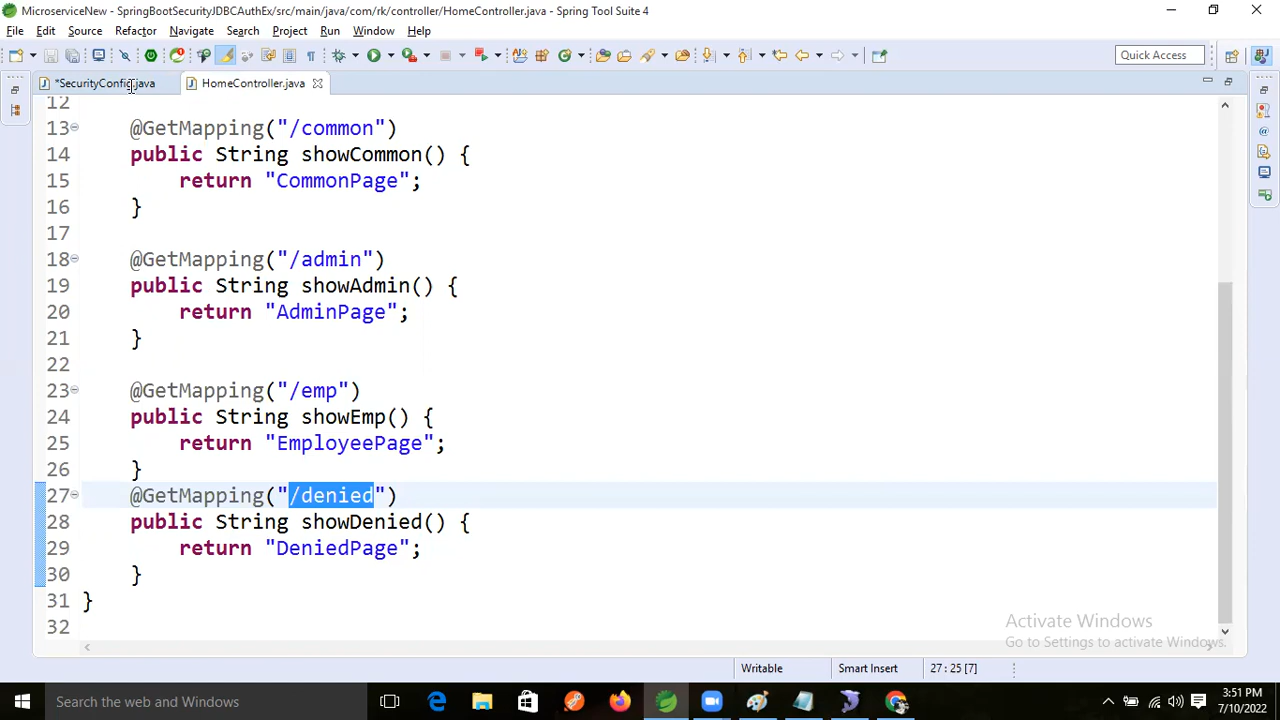 MicroserviceNew - SpringBootSecurityJDBCAuthEx/src/main/java/com/rk/controller/HomeController.java - Spring Tool Suite 4
File Edit Source Refactor Navigate Search Project Run Window Help
Quick Access
*SecurityConfig.java HomeController.java
12
13 @GetMapping("/common")
14 public String showCommon() {
15 return "CommonPage";
16 }
17
18 @GetMapping("/admin")
19 public String showAdmin() {
20 return "AdminPage";
21 }
22
23 @GetMapping("/emp")
24 public String showEmp() {
25 return "EmployeePage";
26 }
27 @GetMapping("/denied")
28 public String showDenied() {
29 return "DeniedPage";
30 }
31 }
32
Activate Windows
Go to Settings to activate Windows.
Writable Smart Insert 27 : 25 [7]
Search the web and Windows
3:51 PM
7/10/2022